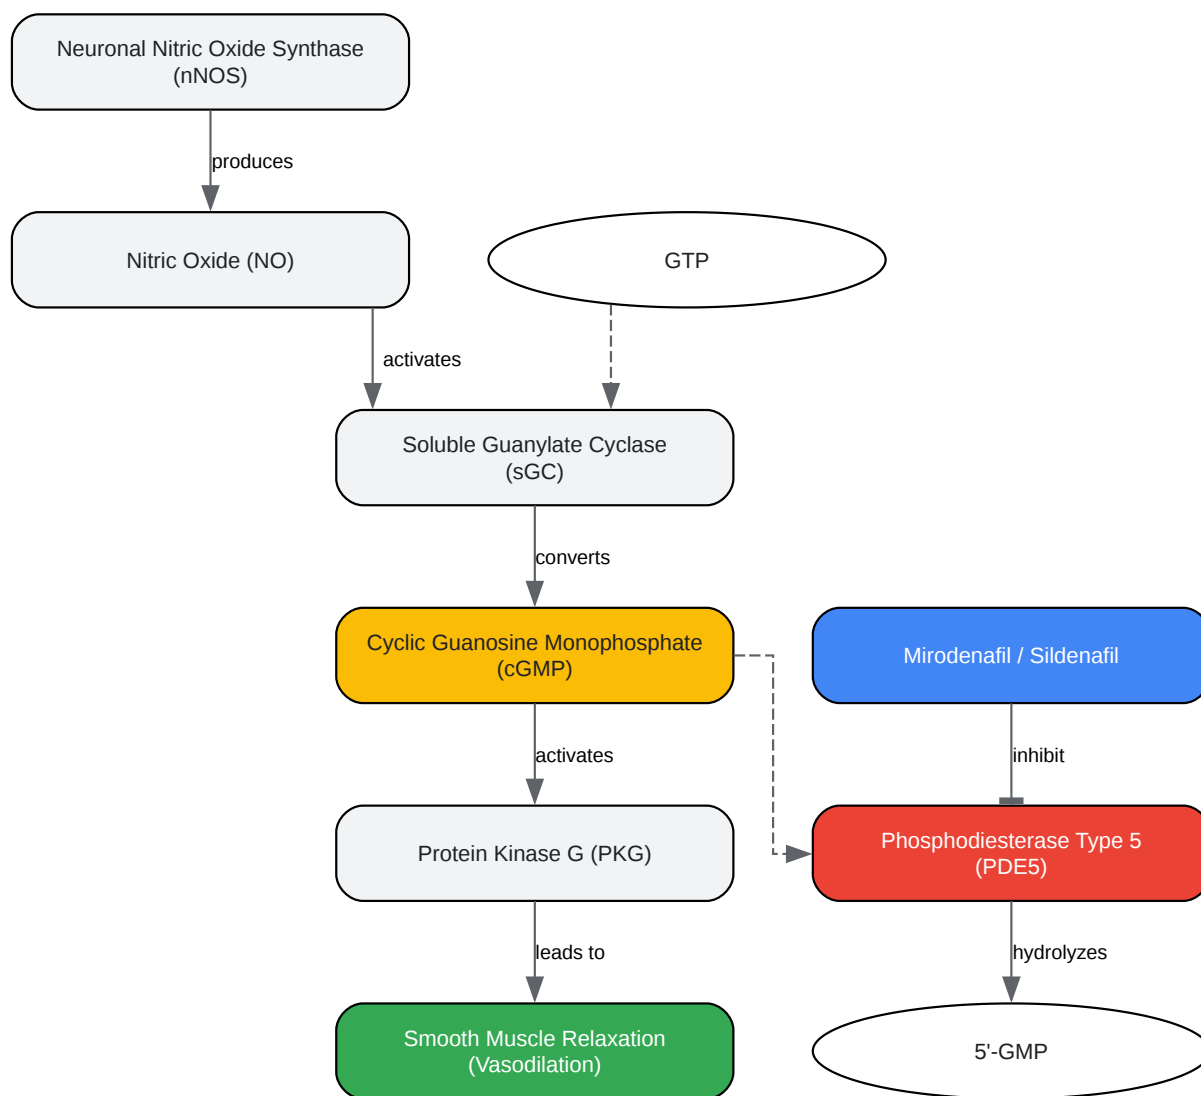 Neuronal Nitric Oxide Synthase
(nNOS)
produces
Nitric Oxide (NO)
GTP
activates
Soluble Guanylate Cyclase
(sGC)
converts
Cyclic Guanosine Monophosphate
(cGMP)
Mirodenafil / Sildenafil
activates
inhibit
Protein Kinase G (PKG)
Phosphodiesterase Type 5
(PDE5)
leads to
hydrolyzes
Smooth Muscle Relaxation
(Vasodilation)
5'-GMP